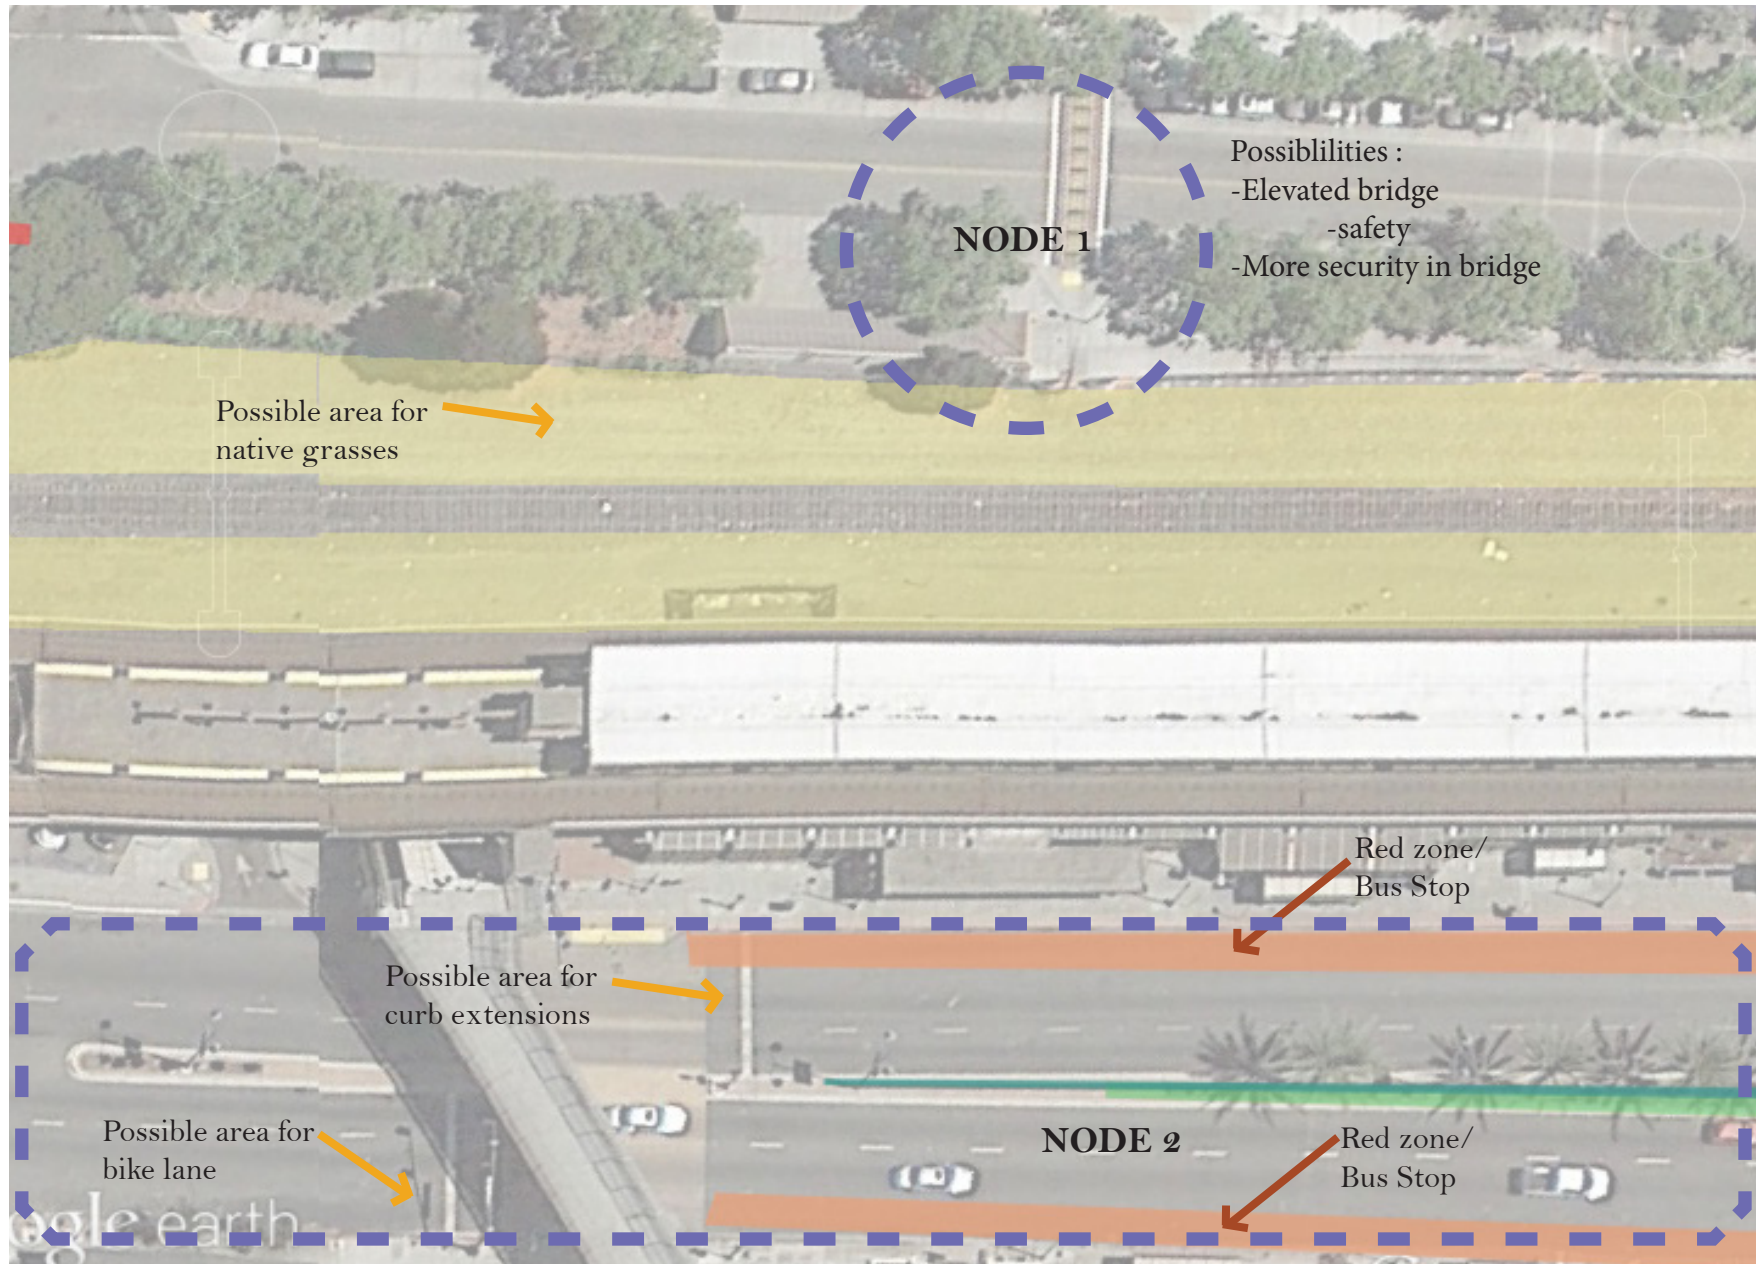 Possiblilities :
-Elevated bridge
-safety
-More security in bridge
NODE 1
Possible area for
native grasses
Red zone/
Bus Stop
Possible area for
curb extensions
Possible area for
bike lane
NODE 2
Red zone/
Bus Stop
ogle earth